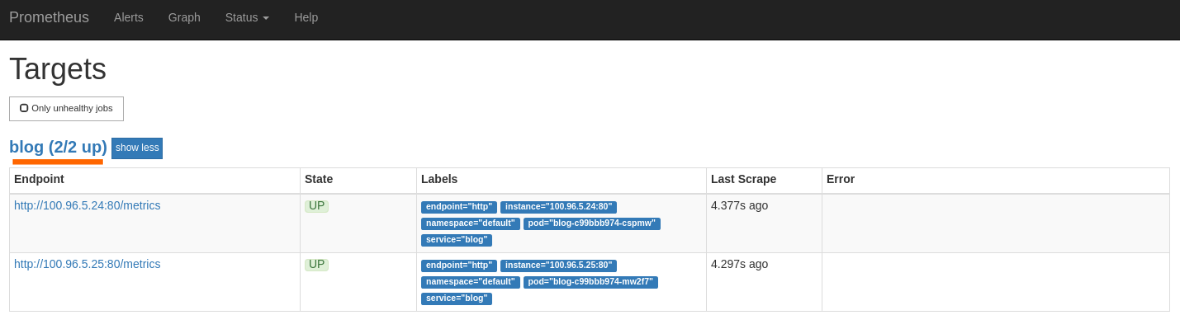 Prometheus Alerts Graph Status Help
Targets
Only unhealthy jobs
blog (2/2 up) show less
Endpoint State Labels Last Scrape Error
http://100.96.5.24:80/metrics UP endpoint="http" instance="100.96.5.24:80" 4.377s ago
namespace="default" pod="blog-c99bbb974-cspmw"
service="blog"
http://100.96.5.25:80/metrics UP endpoint="http" instance="100.96.5.25:80" 4.297s ago
namespace="default" pod="blog-c99bbb974-mw2f7"
service="blog"